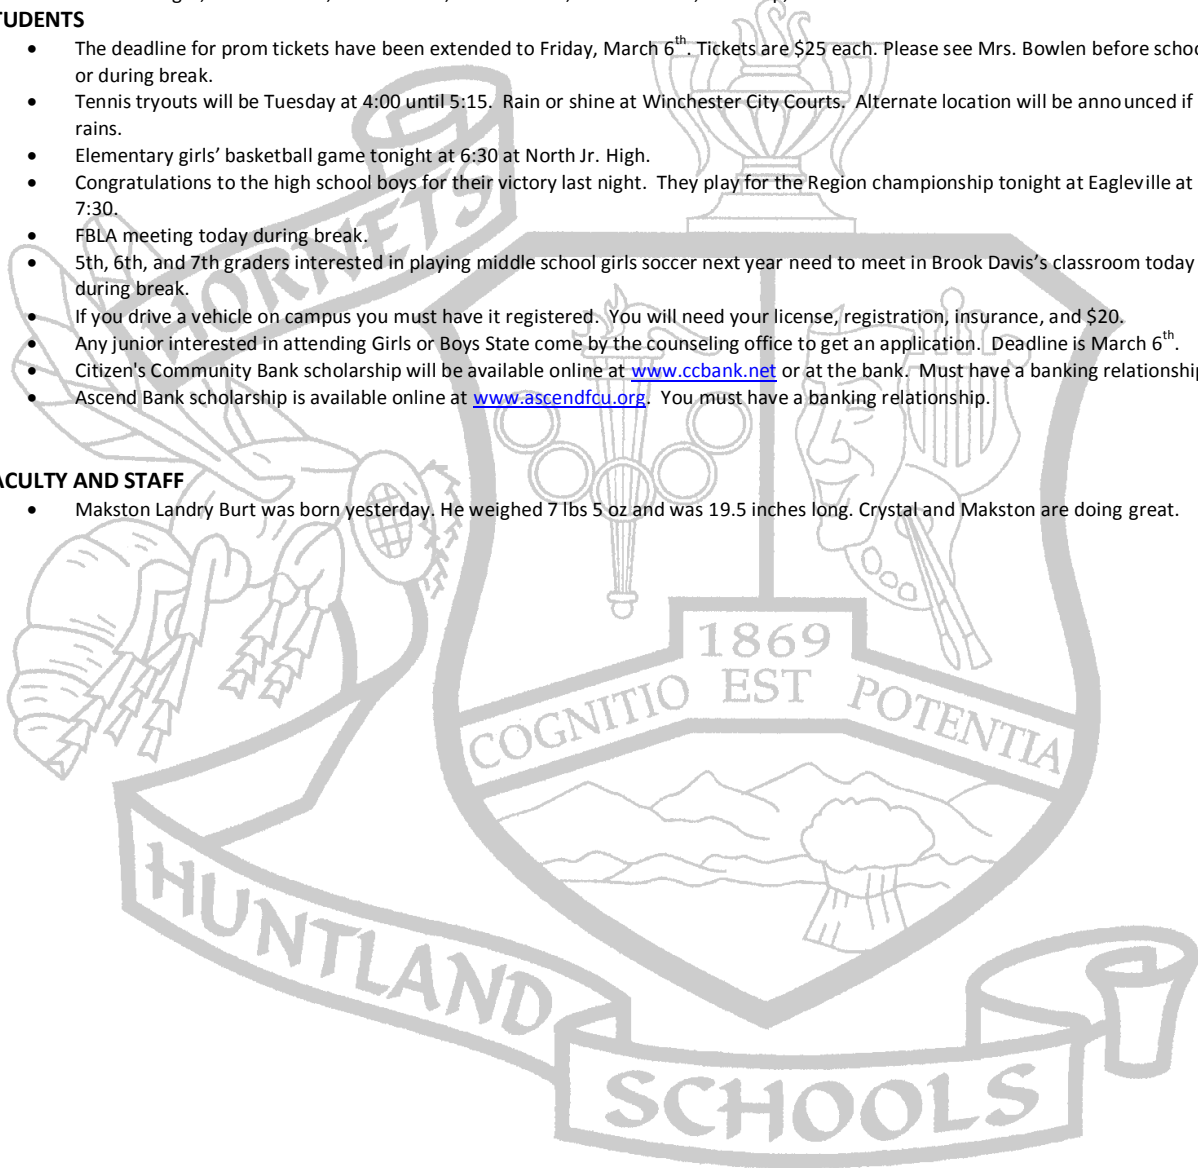 TUDENTS
• The deadline for prom tickets have been extended to Friday, March 6th. Tickets are $25 each. Please see Mrs. Bowlen before schoo
or during break.
• Tennis tryouts will be Tuesday at 4:00 until 5:15. Rain or shine at Winchester City Courts. Alternate location will be announced if
rains.
• Elementary girls’ basketball game tonight at 6:30 at North Jr. High.
• Congratulations to the high school boys for their victory last night. They play for the Region championship tonight at Eagleville at
7:30.
• FBLA meeting today during break.
• 5th, 6th, and 7th graders interested in playing middle school girls soccer next year need to meet in Brook Davis’s classroom today
during break.
• If you drive a vehicle on campus you must have it registered. You will need your license, registration, insurance, and $20.
• Any junior interested in attending Girls or Boys State come by the counseling office to get an application. Deadline is March 6th.
• Citizen's Community Bank scholarship will be available online at www.ccbank.net or at the bank. Must have a banking relationship
• Ascend Bank scholarship is available online at www.ascendfcu.org. You must have a banking relationship.
ACULTY AND STAFF
• Makston Landry Burt was born yesterday. He weighed 7 lbs 5 oz and was 19.5 inches long. Crystal and Makston are doing great.
HORNETS
1869
COGNITIO EST POTENTIA
HUNTLAND
SCHOOLS